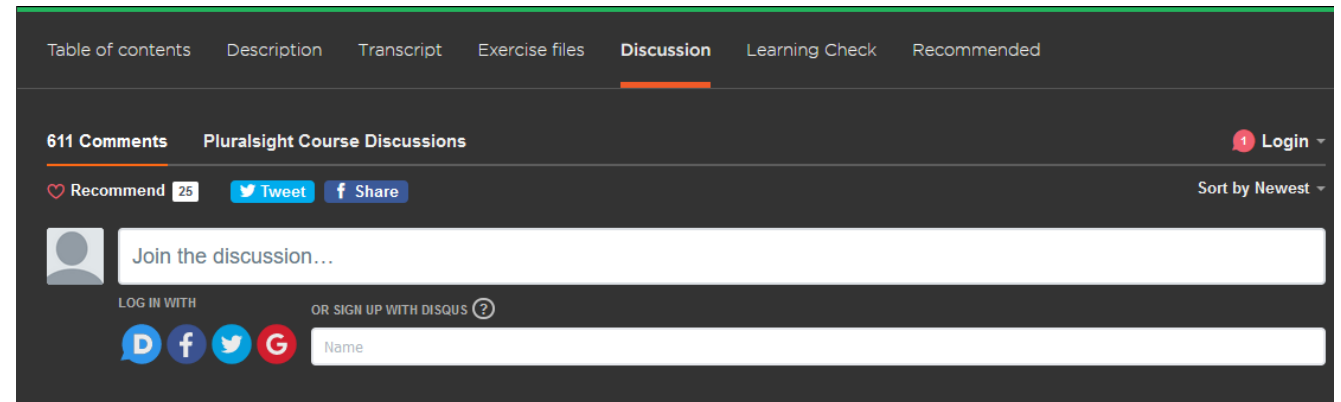 Table of contents Description Transcript Exercise files Discussion Learning Check Recommended
611 Comments Pluralsight Course Discussions 1 Login
Recommend 25 Tweet f Share Sort by Newest
Join the discussion…
LOG IN WITH OR SIGN UP WITH DISQUS ?
D f G Name